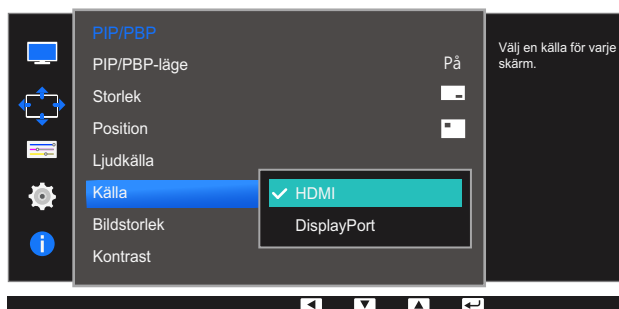 PIP/PBP
PIP/PBP-läge På
Storlek
Position
Ljudkälla
Källa
HDMI
DisplayPort
Bildstorlek
Kontrast
Välj en källa för varje
skärm.